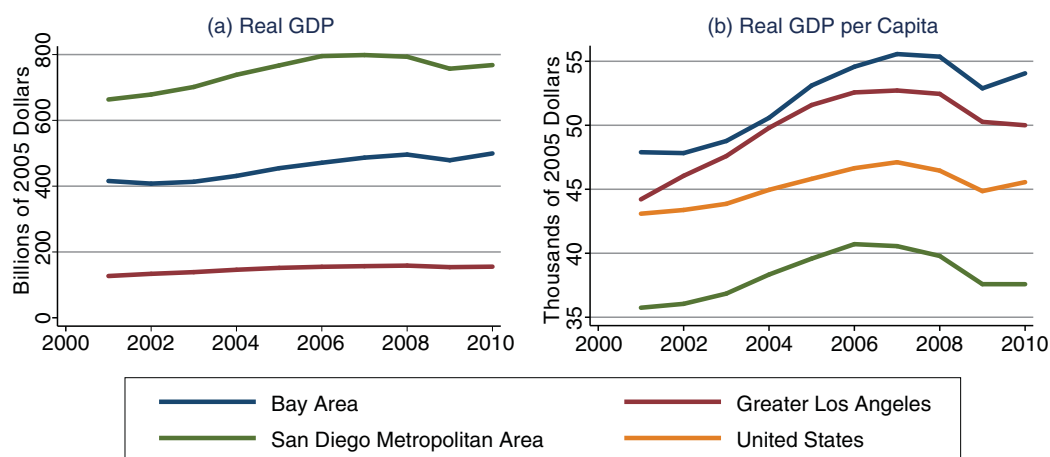 (a) Real GDP
Billions of 2005 Dollars
800
600
400
200
0
2000 2002 2004 2006 2008 2010
(b) Real GDP per Capita
Thousands of 2005 Dollars
55
50
45
40
35
2000 2002 2004 2006 2008 2010
Bay Area
Greater Los Angeles
San Diego Metropolitan Area
United States